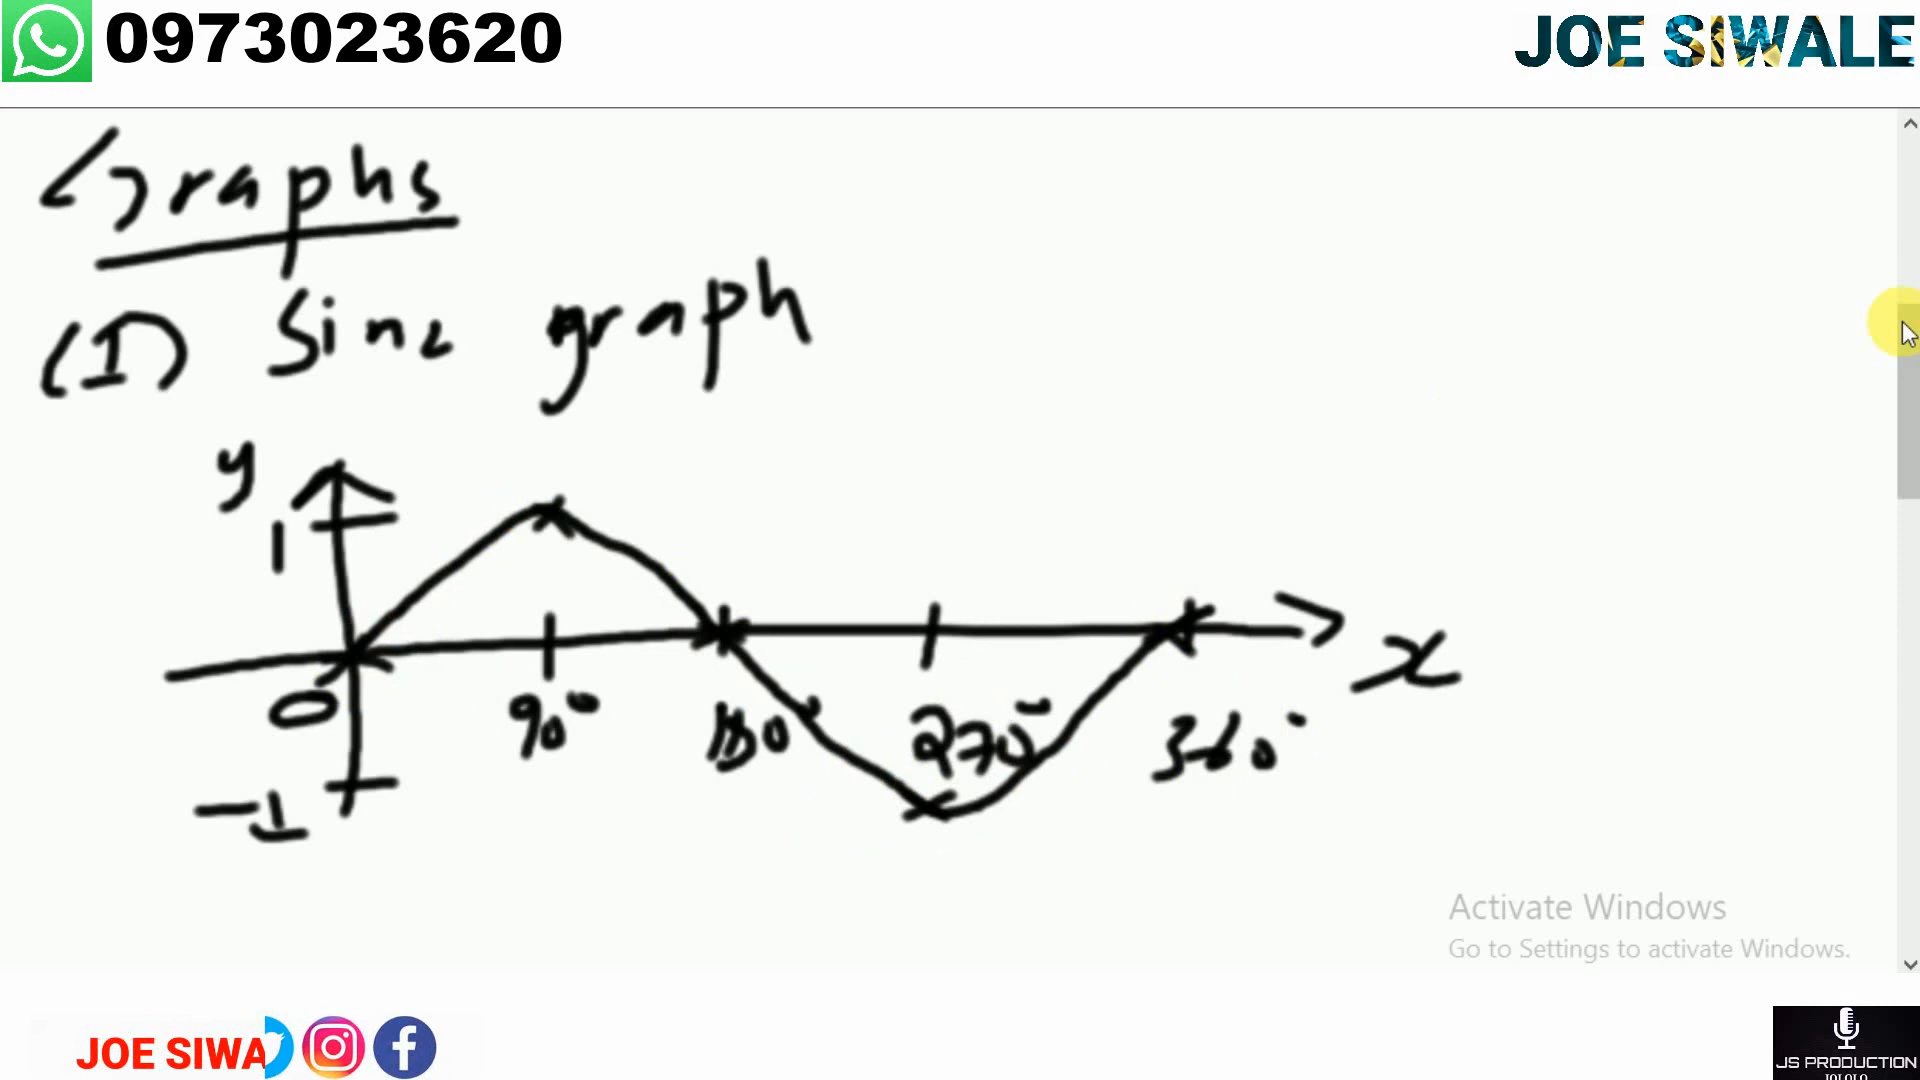 0973023620
JOE SIWALE
Graphs
(I) Sine graph
y
1
0
90°
180°
270°
360°
x
-1
Activate Windows
Go to Settings to activate Windows.
JOE SIWA
JS PRODUCTION